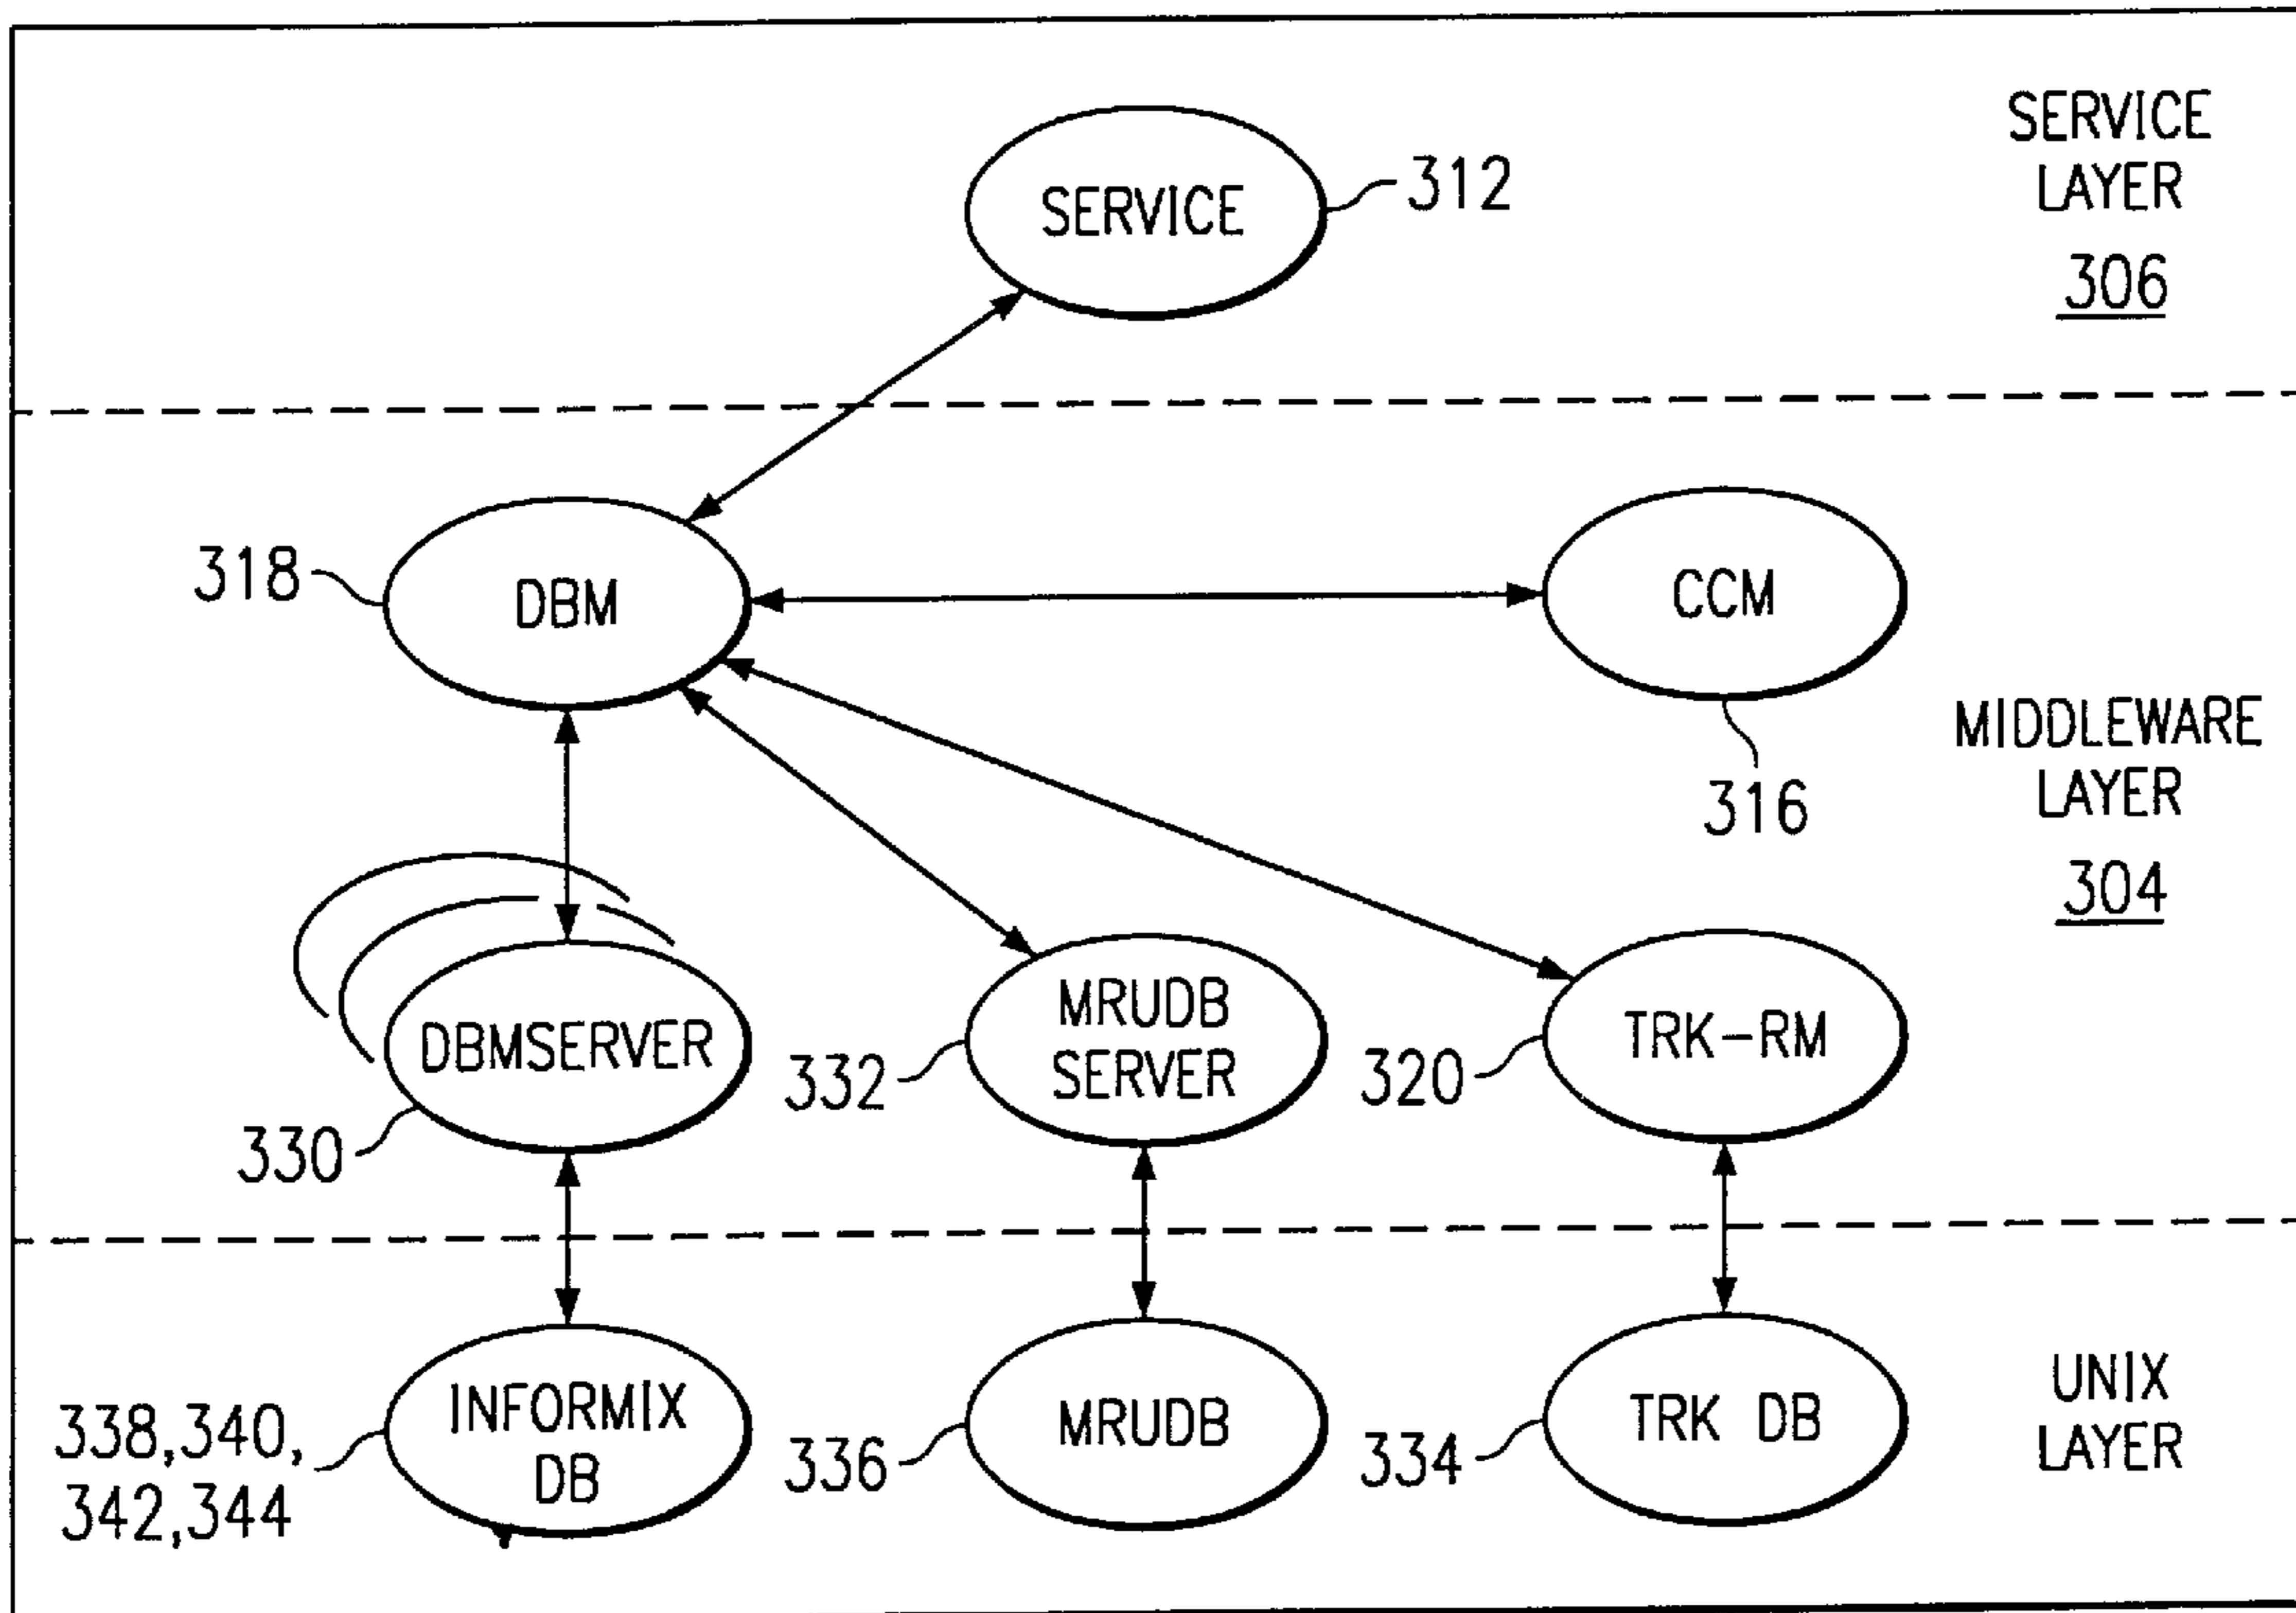 SERVICE
LAYER
306
SERVICE
312
318
DBM
CCM
316
MIDDLEWARE
LAYER
304
DBMSERVER
330
MRUDB
SERVER
332
TRK-RM
320
INFORMIX
DB
338,340,
342,344
MRUDB
336
TRK DB
334
UNIX
LAYER